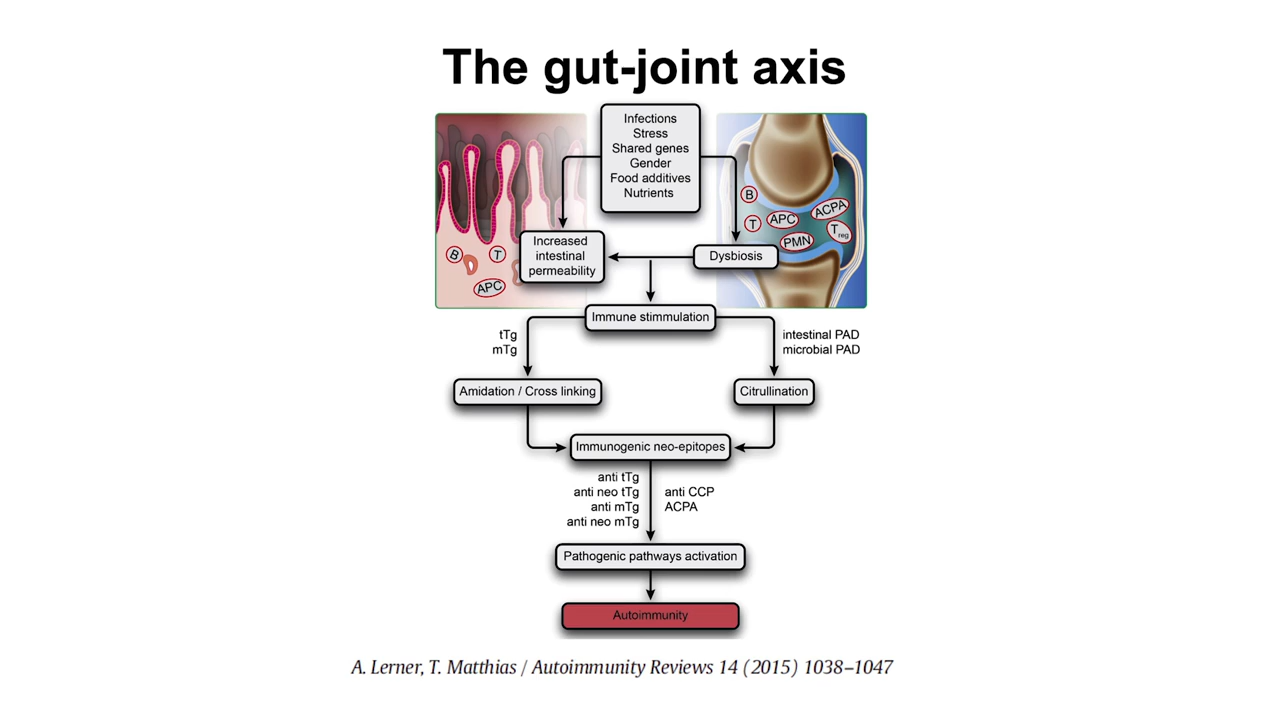 The gut-joint axis
Infections
Stress
Shared genes
Gender
Food additives
Nutrients
B
T
APC
ACPA
Treg
PMN
Increased
intestinal
permeability
Dysbiosis
B
T
APC
Immune stimmulation
tTg
mTg
intestinal PAD
microbial PAD
Amidation / Cross linking
Citrullination
Immunogenic neo-epitopes
anti tTg
anti neo tTg
anti mTg
anti neo mTg
anti CCP
ACPA
Pathogenic pathways activation
Autoimmunity
A. Lerner, T. Matthias / Autoimmunity Reviews 14 (2015) 1038–1047